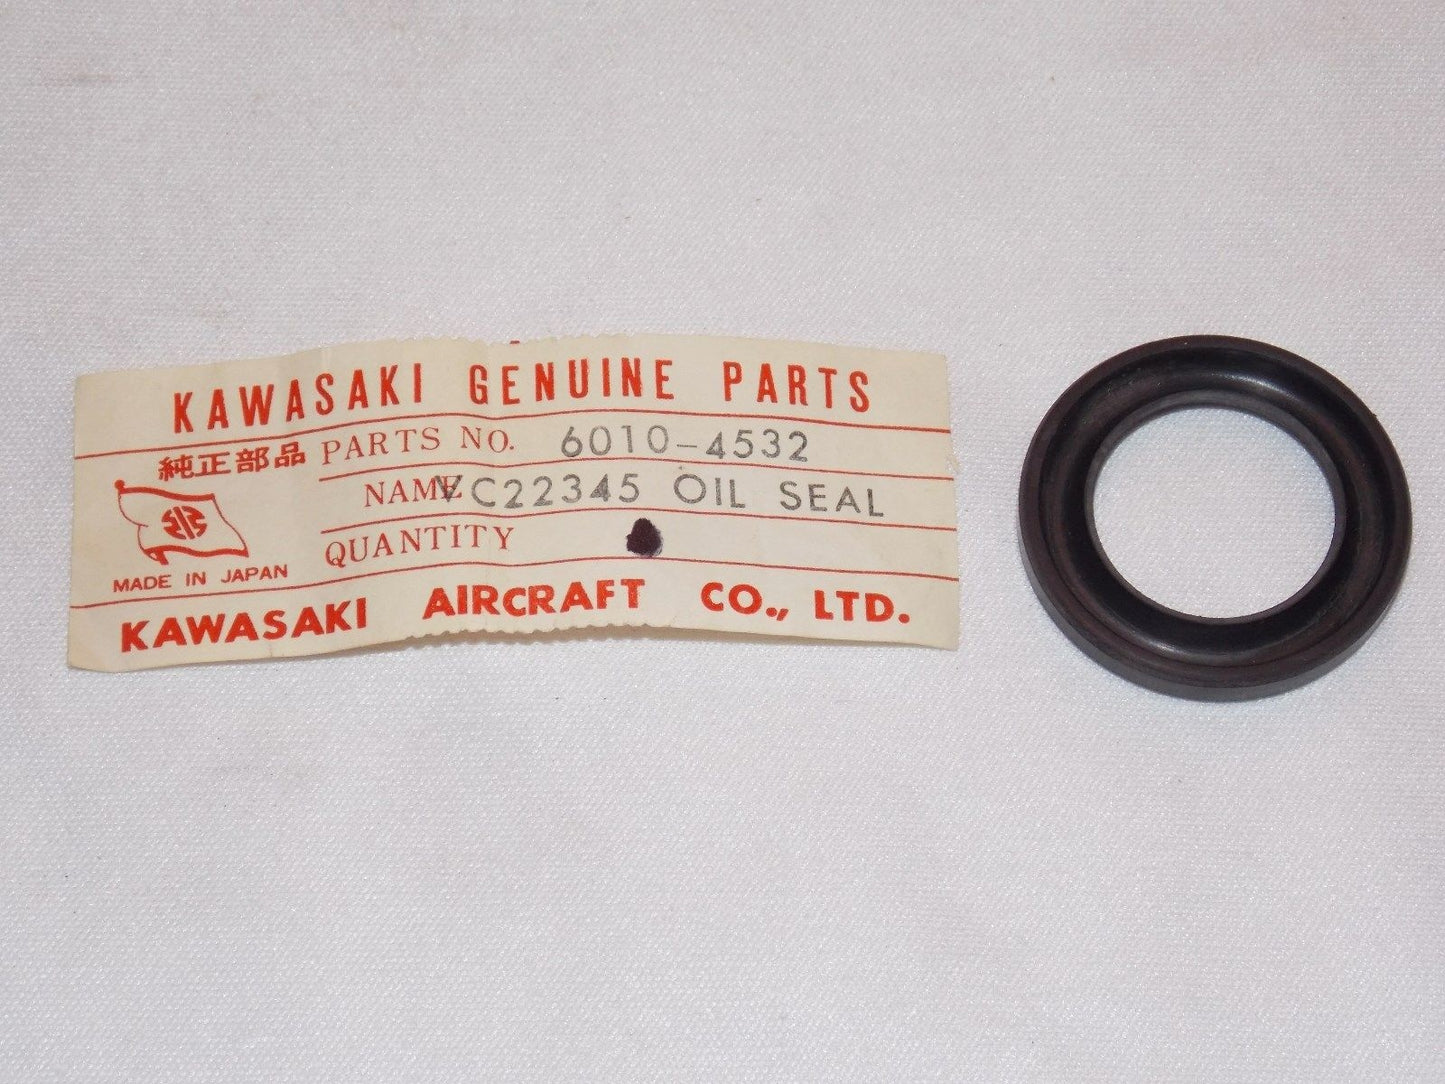 KAWASAKI GENUINE PARTS
純正部品
PARTS NO. 6010-4532
NAME VC22345 OIL SEAL
QUANTITY
MADE IN JAPAN
KAWASAKI AIRCRAFT CO., LTD.